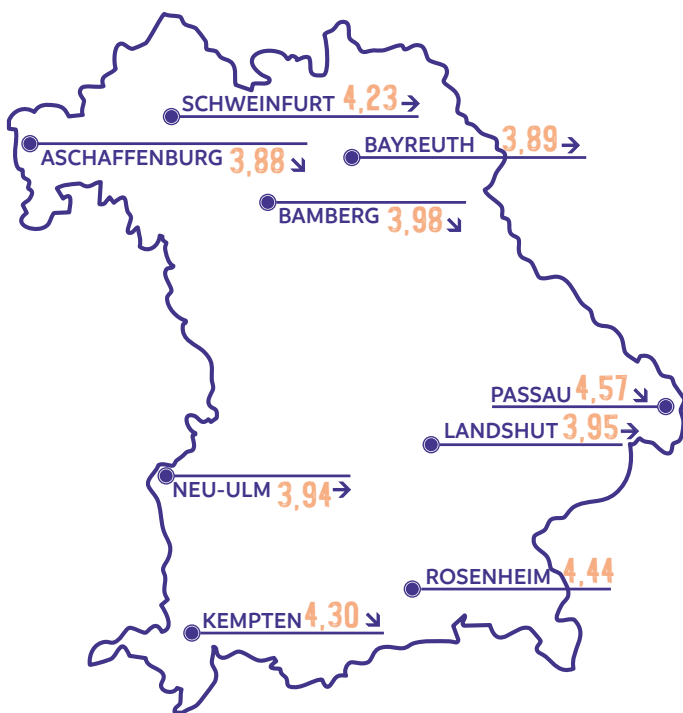 SCHWEINFURT 4,23 →
ASCHAFFENBURG 3,88 ↘
BAYREUTH 3,89 →
BAMBERG 3,98 ↘
PASSAU 4,57 ↘
LANDSHUT 3,95 →
NEU-ULM 3,94 →
ROSENHEIM 4,44
KEMPTEN 4,30 ↘